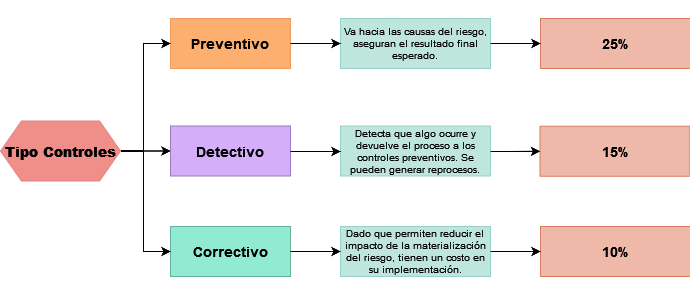 Tipo Controles
Preventivo
Va hacia las causas del riesgo,
aseguran el resultado final
esperado.
25%
Detectivo
Detecta que algo ocurre y
devuelve el proceso a los
controles preventivos. Se
pueden generar reprocesos.
15%
Correctivo
Dado que permiten reducir el
impacto de la materialización
del riesgo, tienen un costo en
su implementación.
10%